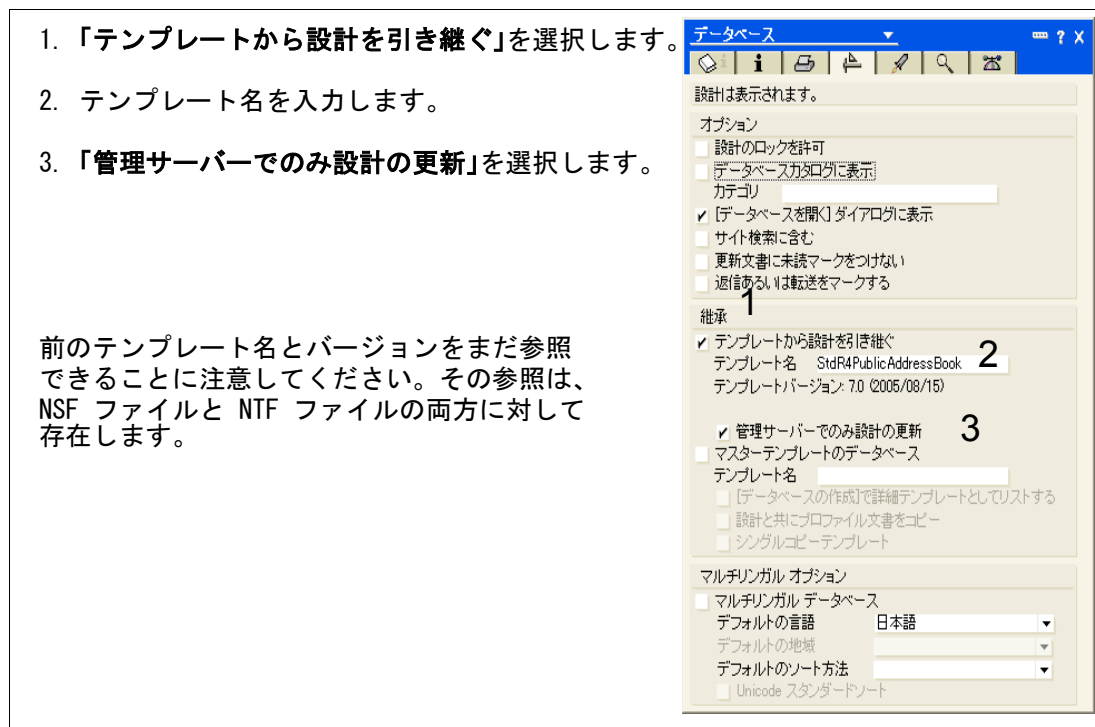 1. 「テンプレートから設計を引き継ぐ」を選択します。
2. テンプレート名を入力します。
3. 「管理サーバーでのみ設計の更新」を選択します。
前のテンプレート名とバージョンをまだ参照
できることに注意してください。その参照は、
NSF ファイルと NTF ファイルの両方に対して
存在します。
データベース
? X
設計は表示されます。
オプション
設計のロックを許可
データベースカタログに表示
カテゴリ
[データベースを開く] ダイアログに表示
サイト検索に含む
更新文書に未読マークをつけない
返信あるいは転送をマークする
1
継承
テンプレートから設計を引き継ぐ
テンプレート名 StdR4PublicAddressBook 2
テンプレートバージョン: 7.0 (2005/08/15)
管理サーバーでのみ設計の更新 3
マスターテンプレートのデータベース
テンプレート名
[データベースの作成]で詳細テンプレートとしてリストする
設計と共にプロファイル文書をコピー
シングルコピーテンプレート
マルチリンガル オプション
マルチリンガル データベース
デフォルトの言語 日本語
デフォルトの地域
デフォルトのソート方法
Unicode スタンダードソート